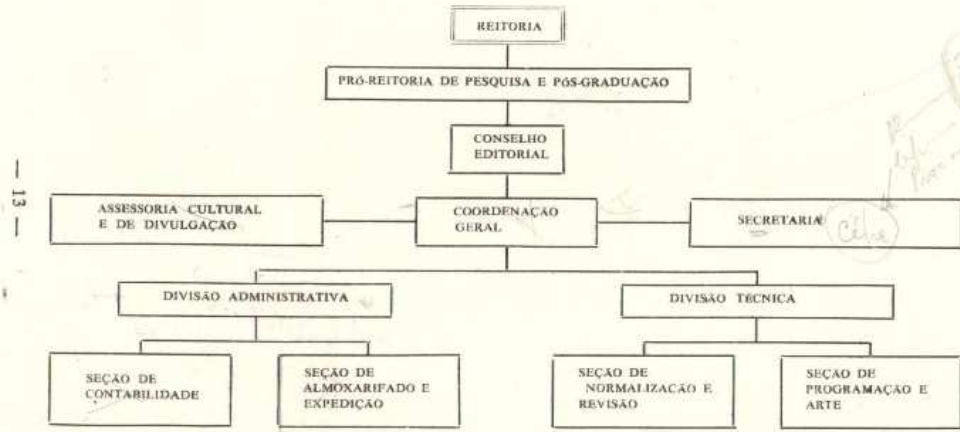 REITORIA
PRÓ-REITORIA DE PESQUISA E PÓS-GRADUAÇÃO
CONSELHO
EDITORIAL
— 13 —
ASSESSORIA CULTURAL
E DE DIVULGAÇÃO
COORDENAÇÃO
GERAL
SECRETARIA
DIVISÃO ADMINISTRATIVA
DIVISÃO TÉCNICA
SEÇÃO DE
CONTABILIDADE
SEÇÃO DE
ALMOXARIFADO E
EXPEDIÇÃO
SEÇÃO DE
NORMALIZAÇÃO E
REVISÃO
SEÇÃO DE
PROGRAMAÇÃO E
ARTE